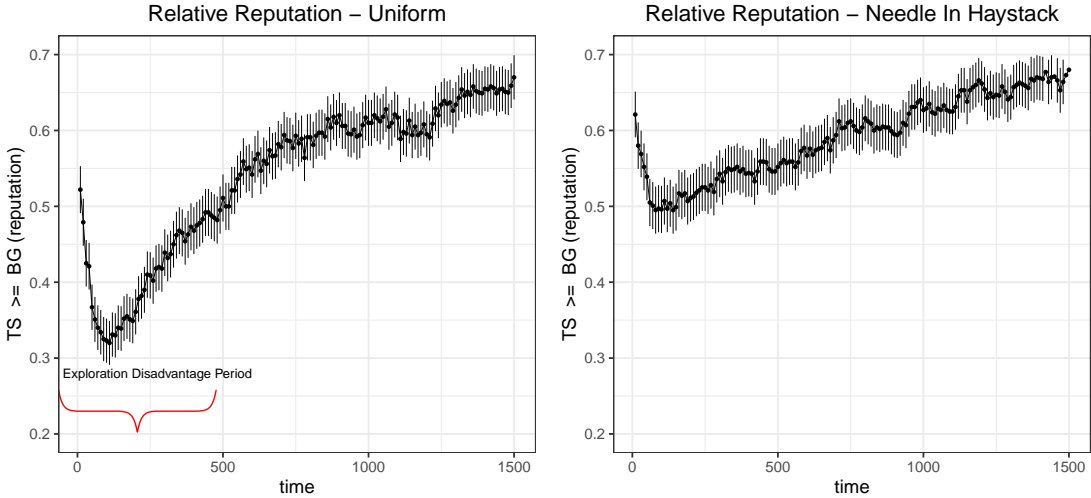 Relative Reputation − Uniform
TS >= BG (reputation)
0.7
0.6
0.5
0.4
0.3
0.2
Exploration Disadvantage Period
0
500
1000
1500
time
Relative Reputation − Needle In Haystack
TS >= BG (reputation)
0.7
0.6
0.5
0.4
0.3
0.2
0
500
1000
1500
time